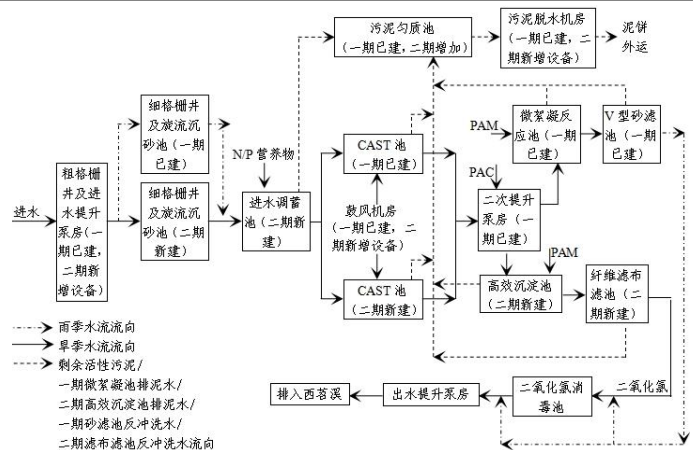 污泥匀质池
(一期已建,二期增加)
污泥脱水机房
(一期已建,二
期新增设备)
泥饼
外运
细格栅井
及旋流沉
砂池(一期
已建)
粗格栅
井及进
水提升
泵房(一
期已建,
二期新
增设备)
进水
细格栅井
及旋流沉
砂池(二期
新建)
N/P 营养物
进水调蓄
池(二期
新建)
CAST 池
(一期已建)
鼓风机房
(一期已建,二
期新增设备)
CAST 池
(二期新建)
PAM
微絮凝反
应池(一期
已建)
V 型砂滤
池(一期
已建)
PAC
二次提升
泵房(一
期已建)
PAM
高效沉淀池
(二期新建)
纤维滤布
滤池(二
期新建)
雨季水流流向
旱季水流流向
剩余活性污泥/
一期微絮凝池排泥水/
二期高效沉淀池排泥水/
一期砂滤池反冲洗水/
二期滤布滤池反冲洗水流向
排入西苕溪
出水提升泵房
二氧化氯消
毒池
二氧化氯